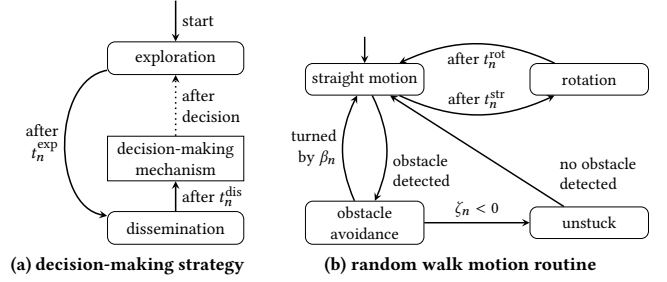 start
exploration
after
decision
after
t_n^exp
decision-making
mechanism
after t_n^dis
dissemination
(a) decision-making strategy
straight motion
after t_n^rot
rotation
after t_n^str
turned
by β_n
obstacle
detected
no obstacle
detected
obstacle
avoidance
ζ_n < 0
unstuck
(b) random walk motion routine